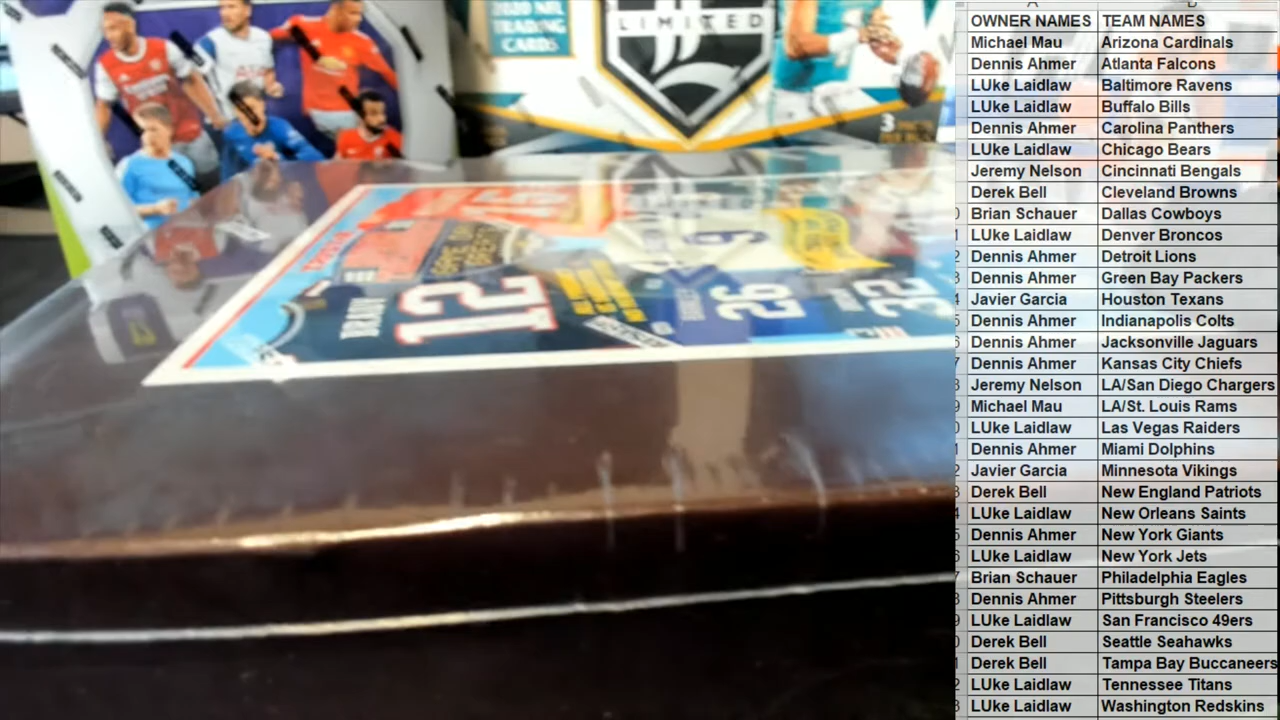 2020 NFL
TRADING
CARDS
LIMITED
3
BRADY
12
9
26
32
OWNER NAMES TEAM NAMES
Michael Mau Arizona Cardinals
Dennis Ahmer Atlanta Falcons
LUke Laidlaw Baltimore Ravens
LUke Laidlaw Buffalo Bills
Dennis Ahmer Carolina Panthers
LUke Laidlaw Chicago Bears
Jeremy Nelson Cincinnati Bengals
Derek Bell Cleveland Browns
Brian Schauer Dallas Cowboys
LUke Laidlaw Denver Broncos
Dennis Ahmer Detroit Lions
Dennis Ahmer Green Bay Packers
Javier Garcia Houston Texans
Dennis Ahmer Indianapolis Colts
Dennis Ahmer Jacksonville Jaguars
Dennis Ahmer Kansas City Chiefs
Jeremy Nelson LA/San Diego Chargers
Michael Mau LA/St. Louis Rams
LUke Laidlaw Las Vegas Raiders
Dennis Ahmer Miami Dolphins
Javier Garcia Minnesota Vikings
Derek Bell New England Patriots
LUke Laidlaw New Orleans Saints
Dennis Ahmer New York Giants
LUke Laidlaw New York Jets
Brian Schauer Philadelphia Eagles
Dennis Ahmer Pittsburgh Steelers
LUke Laidlaw San Francisco 49ers
Derek Bell Seattle Seahawks
Derek Bell Tampa Bay Buccaneers
LUke Laidlaw Tennessee Titans
LUke Laidlaw Washington Redskins